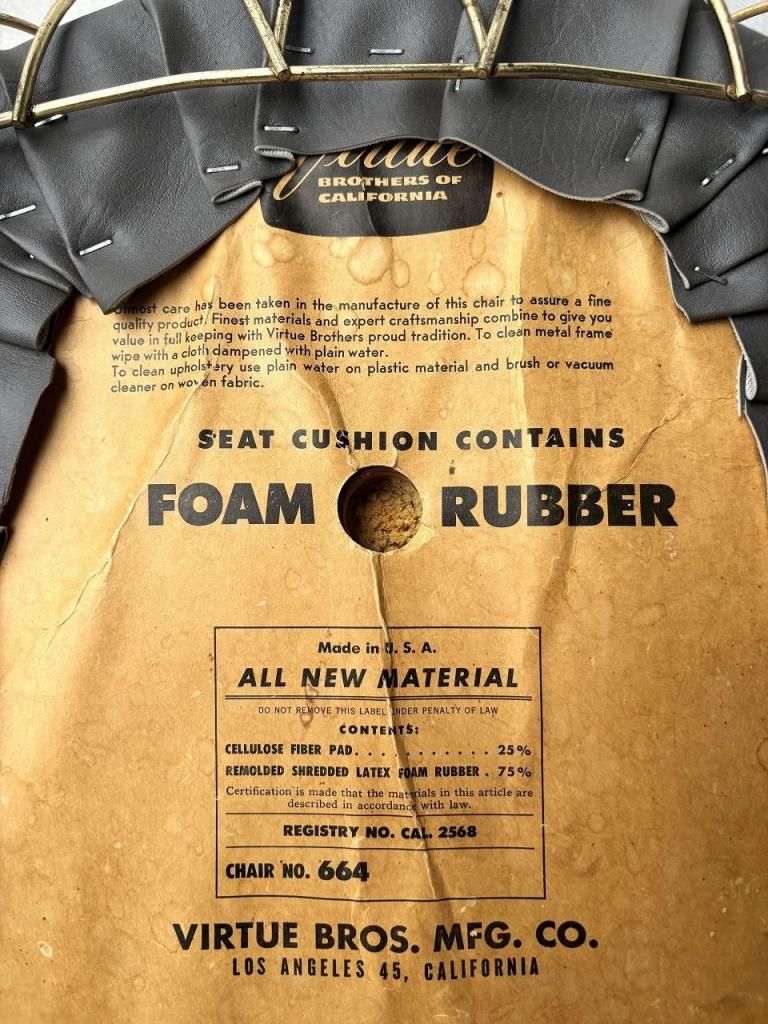 Virtue
BROTHERS OF
CALIFORNIA
Utmost care has been taken in the manufacture of this chair to assure a fine
quality product. Finest materials and expert craftsmanship combine to give you
value in full keeping with Virtue Brothers proud tradition. To clean metal frame
wipe with a cloth dampened with plain water.
To clean upholstery use plain water on plastic material and brush or vacuum
cleaner on woven fabric.
SEAT CUSHION CONTAINS
FOAM RUBBER
Made in U. S. A.
ALL NEW MATERIAL
DO NOT REMOVE THIS LABEL UNDER PENALTY OF LAW
CONTENTS:
CELLULOSE FIBER PAD. . . . . . . . . . . 25%
REMOLDED SHREDDED LATEX FOAM RUBBER . 75%
Certification is made that the materials in this article are
described in accordance with law.
REGISTRY NO. CAL. 2568
CHAIR NO. 664
VIRTUE BROS. MFG. CO.
LOS ANGELES 45, CALIFORNIA